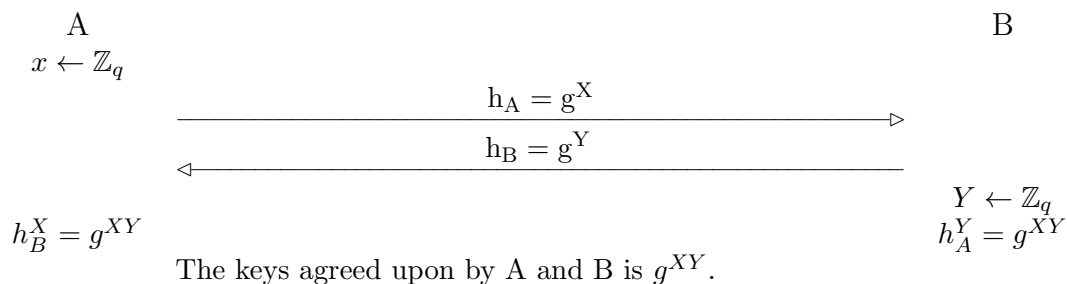 A B
x ← ℤ_q
h_A = g^X
h_B = g^Y
Y ← ℤ_q
h_B^X = g^{XY} h_A^Y = g^{XY}
The keys agreed upon by A and B is g^{XY}.